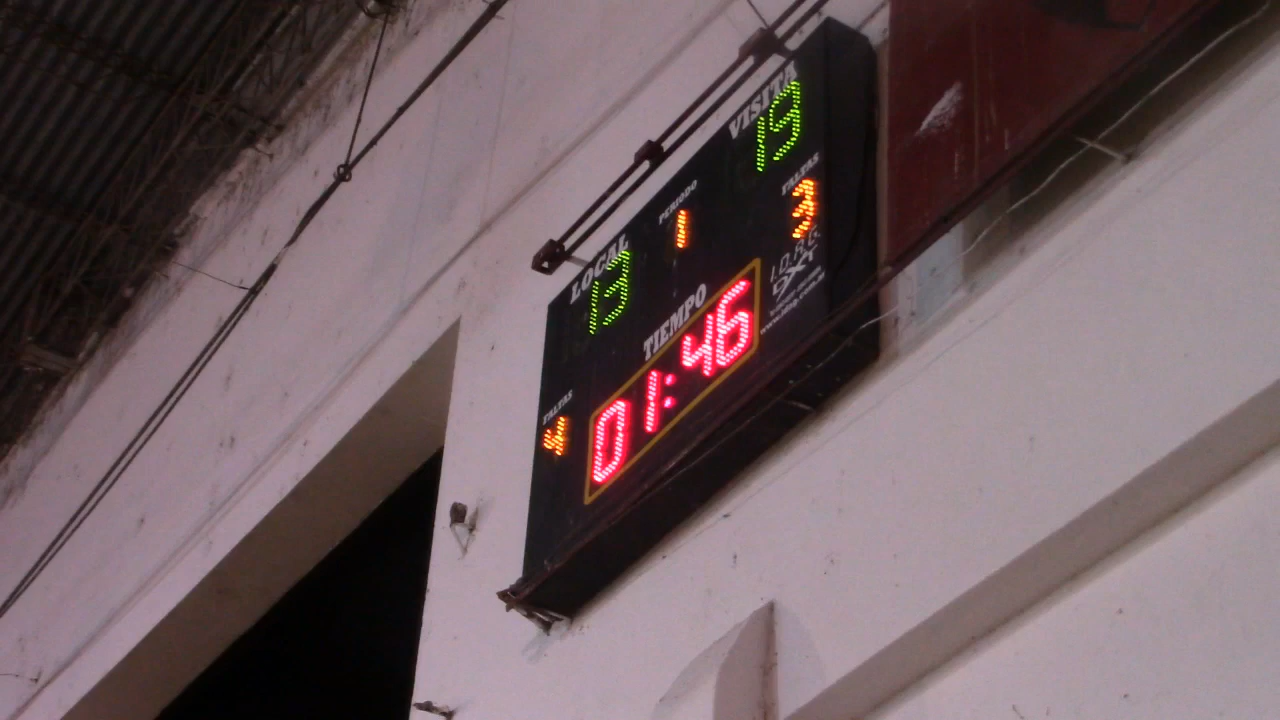 LOCAL
13
PERIODO
1
VISITA
19
TIEMPO
01:46
FALTAS
4
FALTAS
3